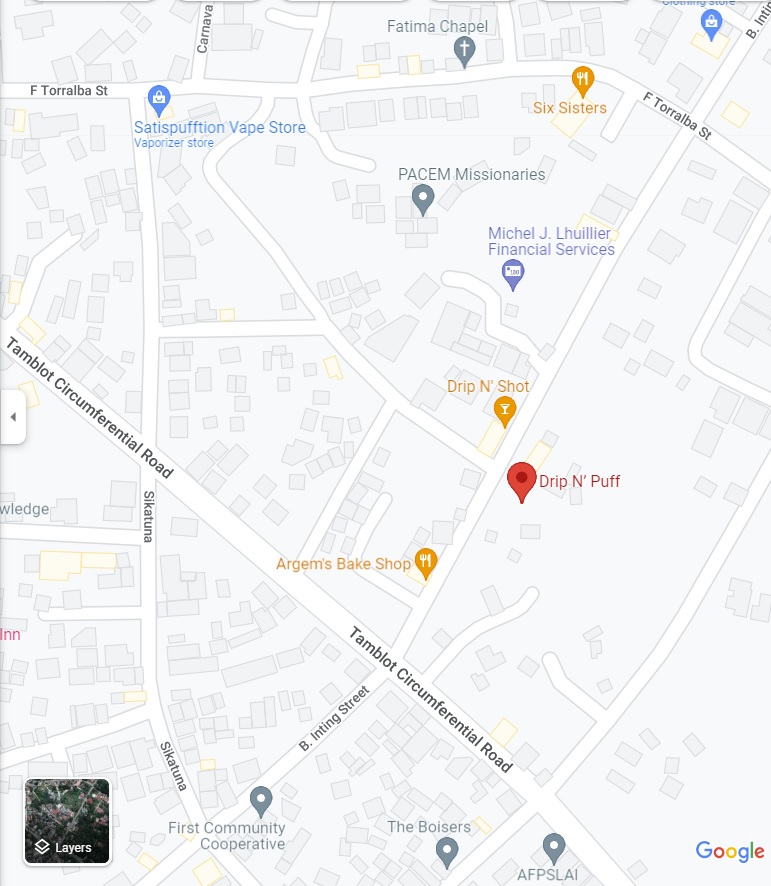 Clothing store
B. Inting
Carnava
Fatima Chapel
F Torralba St
Six Sisters
F Torralba St
Satispufftion Vape Store
Vaporizer store
PACEM Missionaries
Michel J. Lhuillier
Financial Services
Tamblot Circumferential Road
Drip N' Shot
Drip N’ Puff
wledge
Sikatuna
Argem's Bake Shop
Inn
Tamblot Circumferential Road
B. Inting Street
Sikatuna
Layers
First Community
Cooperative
The Boisers
AFPSLAI
Google